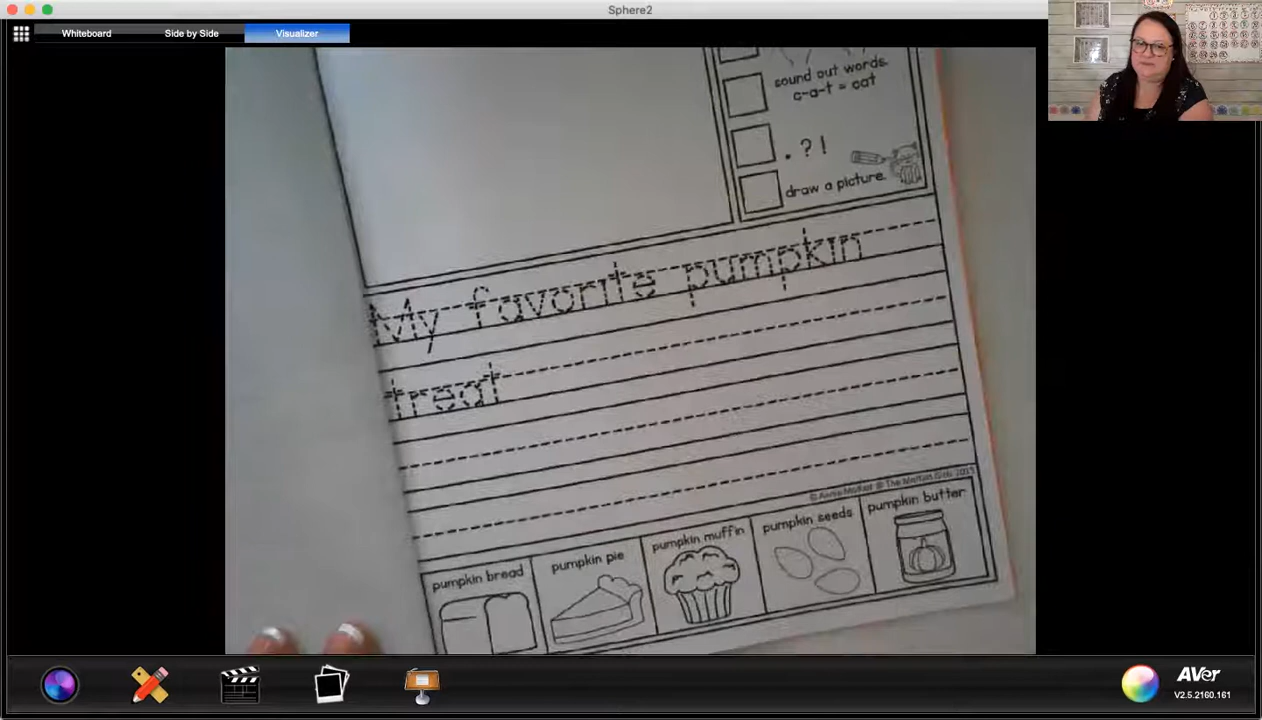 Sphere2
Whiteboard
Side by Side
Visualizer
sound out words.
c-a-t = cat
. ? !
draw a picture.
My favorite pumpkin
treat
2015
pumpkin bread
pumpkin pie
pumpkin muffin
pumpkin seeds
pumpkin butter
AVer
V2.5.2160.161